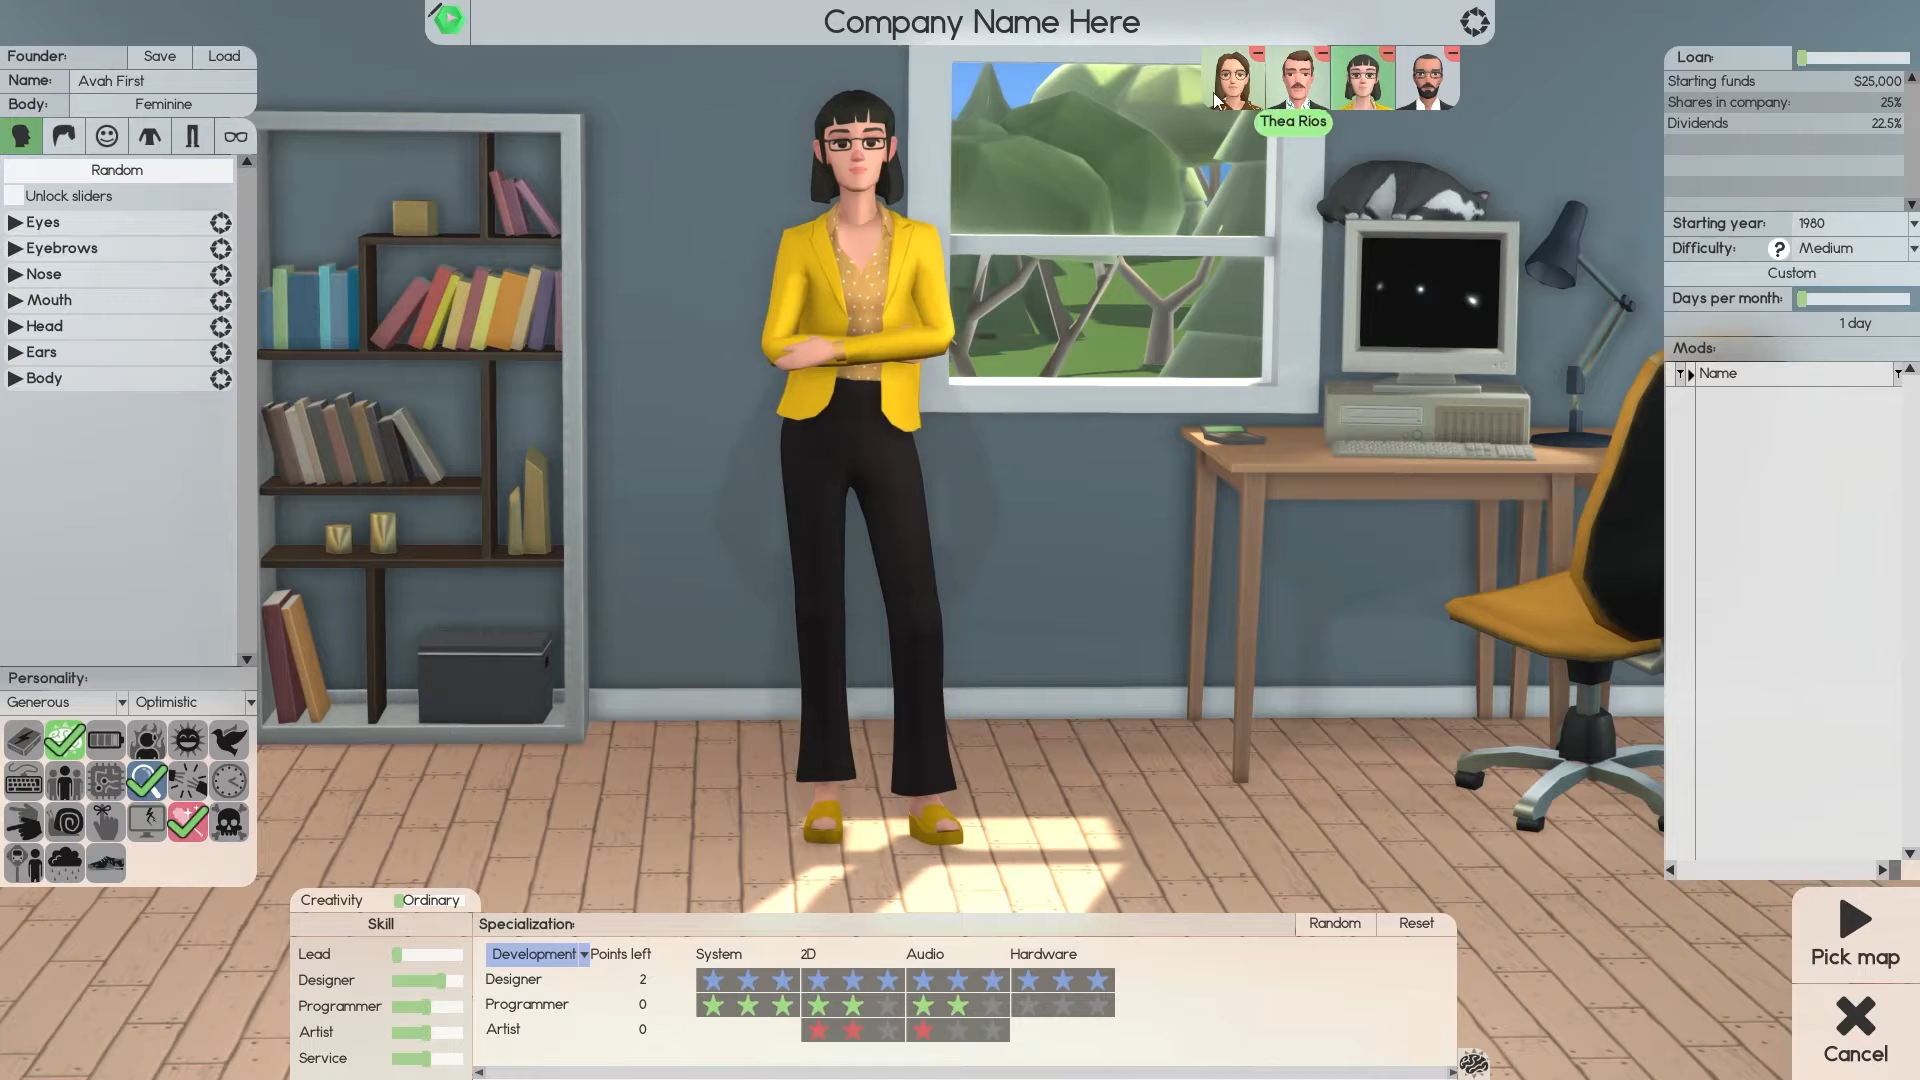 Company Name Here
Founder:
Save
Load
Name:
Avah First
Body:
Feminine
Random
Unlock sliders
Eyes
Eyebrows
Nose
Mouth
Head
Ears
Body
Personality:
Generous
Optimistic
Thea Rios
Loan:
Starting funds $25,000
Shares in company: 25%
Dividends 22.5%
Starting year: 1980
Difficulty: ? Medium
Custom
Days per month:
1 day
Mods:
Name
Creativity Ordinary
Skill
Lead
Designer
Programmer
Artist
Service
Specialization:
Random
Reset
Development Points left System 2D Audio Hardware
Designer 2
Programmer 0
Artist 0
Pick map
Cancel